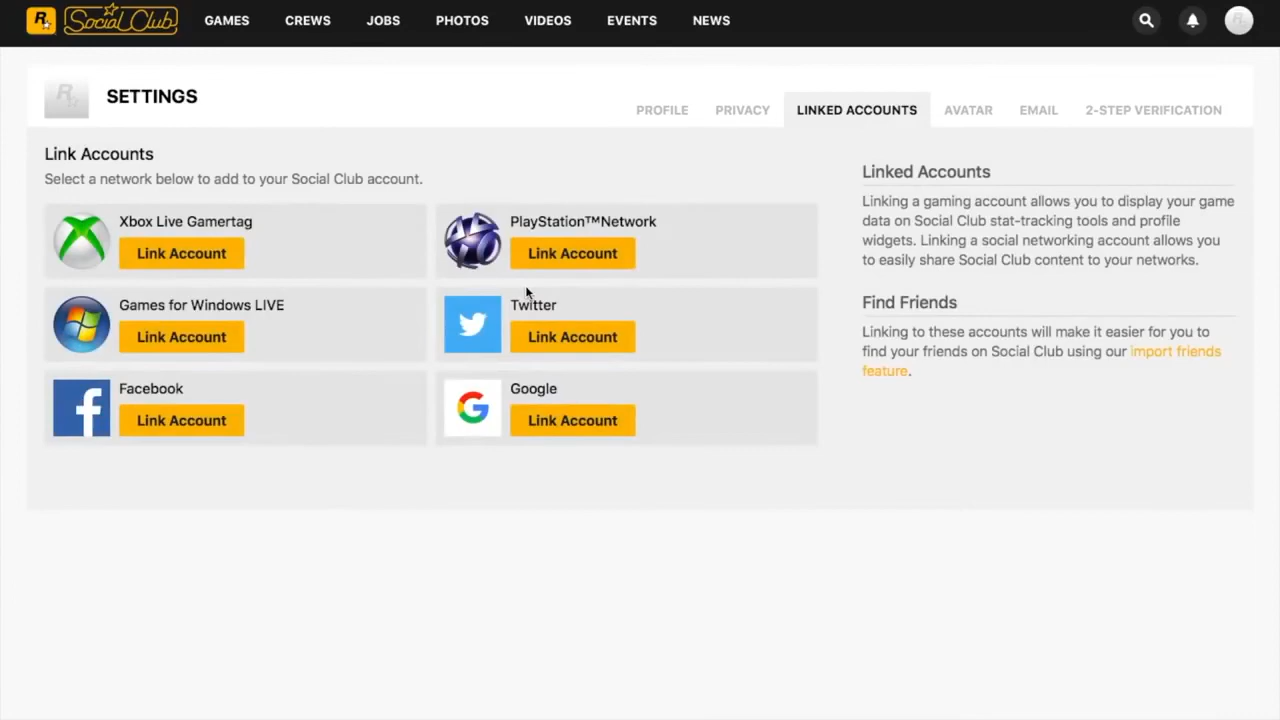 R
Social Club
GAMES
CREWS
JOBS
PHOTOS
VIDEOS
EVENTS
NEWS
SETTINGS
PROFILE
PRIVACY
LINKED ACCOUNTS
AVATAR
EMAIL
2-STEP VERIFICATION
Link Accounts
Select a network below to add to your Social Club account.
Xbox Live Gamertag
Link Account
PlayStation™Network
Link Account
Games for Windows LIVE
Link Account
Twitter
Link Account
Facebook
Link Account
Google
Link Account
Linked Accounts
Linking a gaming account allows you to display your game
data on Social Club stat-tracking tools and profile
widgets. Linking a social networking account allows you
to easily share Social Club content to your networks.
Find Friends
Linking to these accounts will make it easier for you to
find your friends on Social Club using our import friends
feature.